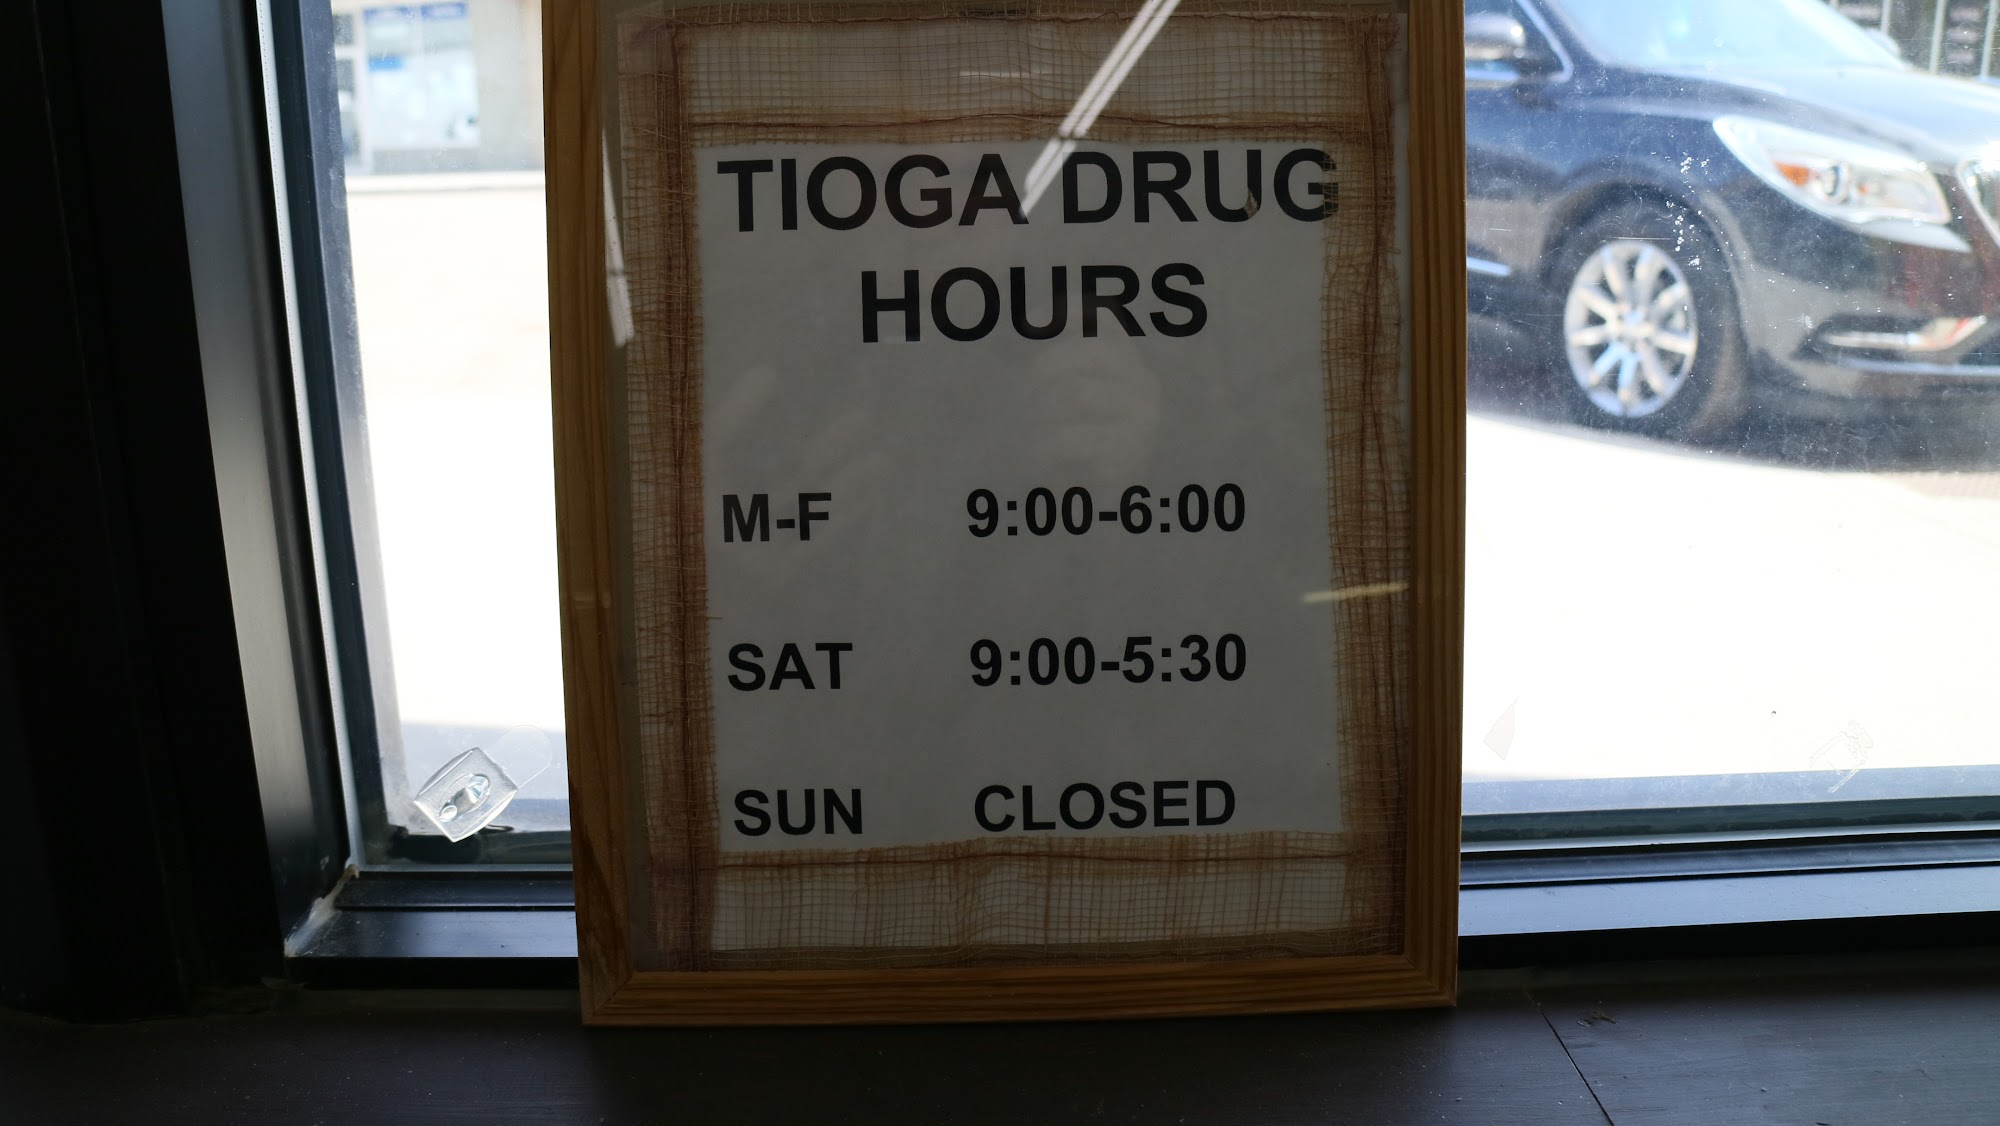 TIOGA DRUG
HOURS
M-F 9:00-6:00
SAT 9:00-5:30
SUN CLOSED